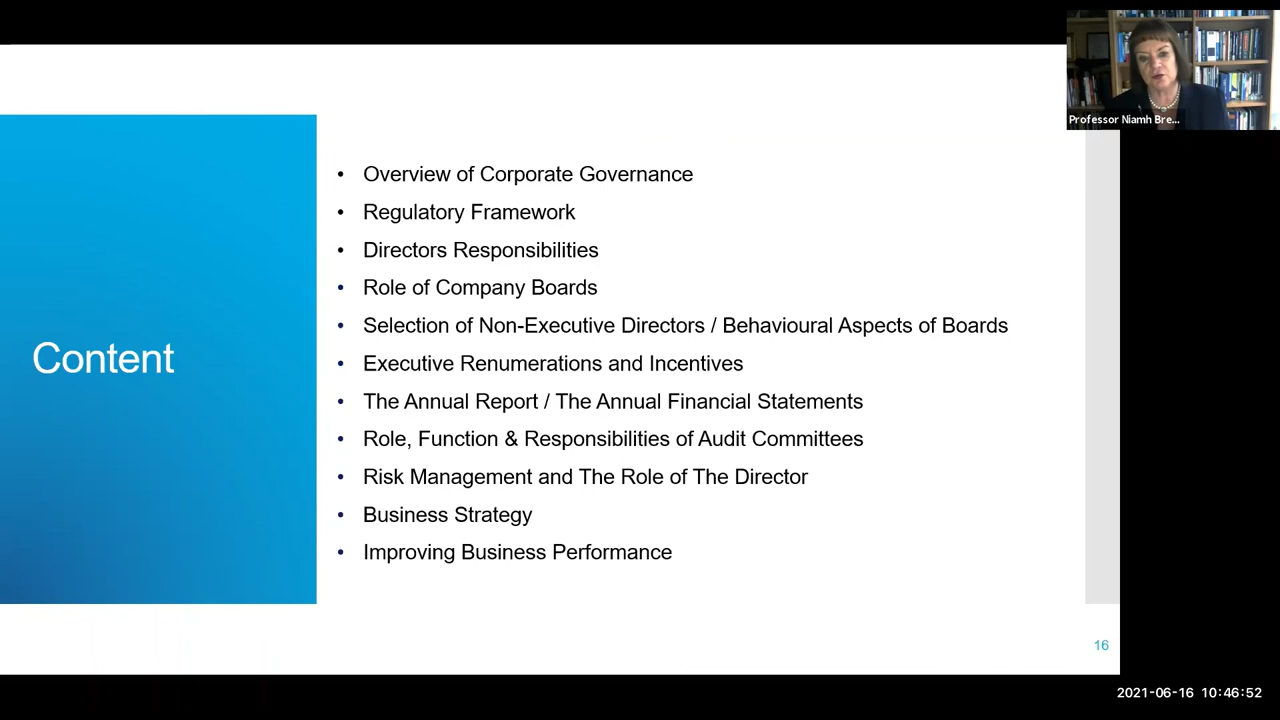 Professor Niamh Bre...
Content
• Overview of Corporate Governance
• Regulatory Framework
• Directors Responsibilities
• Role of Company Boards
• Selection of Non-Executive Directors / Behavioural Aspects of Boards
• Executive Renumerations and Incentives
• The Annual Report / The Annual Financial Statements
• Role, Function & Responsibilities of Audit Committees
• Risk Management and The Role of The Director
• Business Strategy
• Improving Business Performance
16
2021-06-16 10:46:52